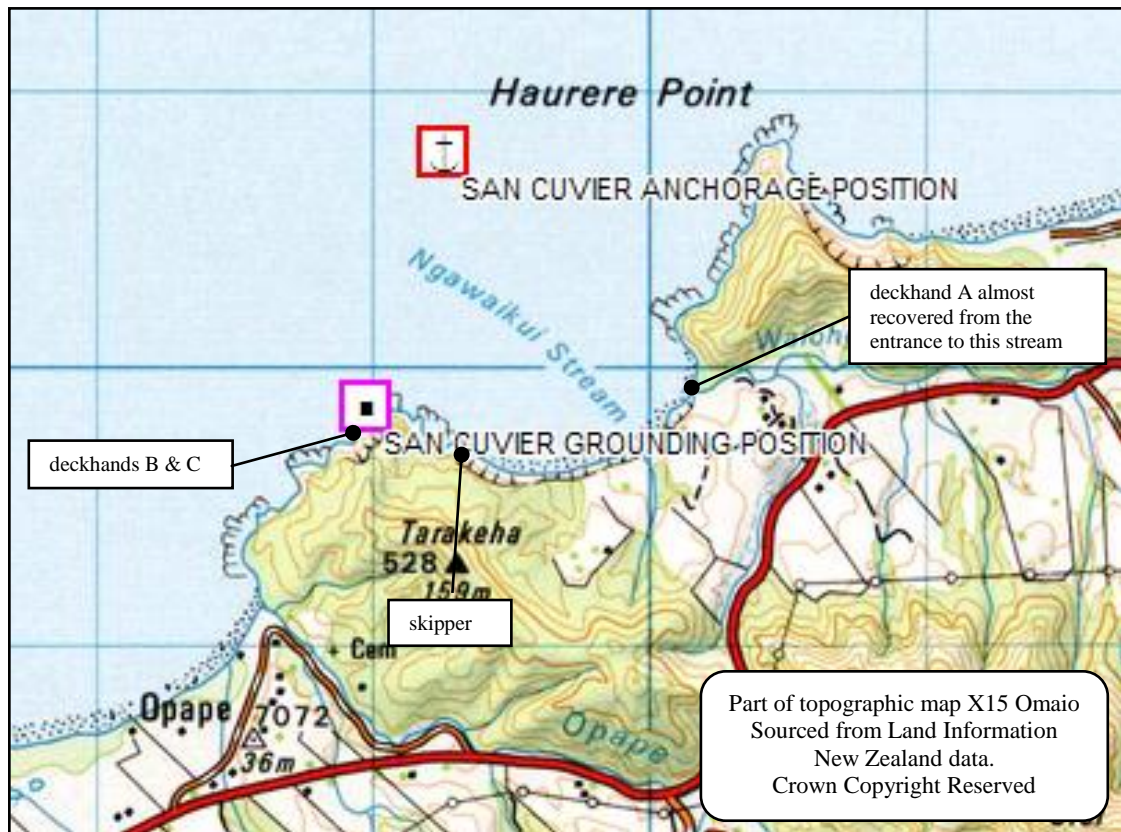 Haurere Point
SAN CUVIER ANCHORAGE POSITION
Ngawaikui Stream
deckhand A almost
recovered from the
entrance to this stream
SAN CUVIER GROUNDING POSITION
deckhands B & C
Tarakeha
528
159m
skipper
Cem
Opape
7072
36m
Opape
Part of topographic map X15 Omaio
Sourced from Land Information
New Zealand data.
Crown Copyright Reserved